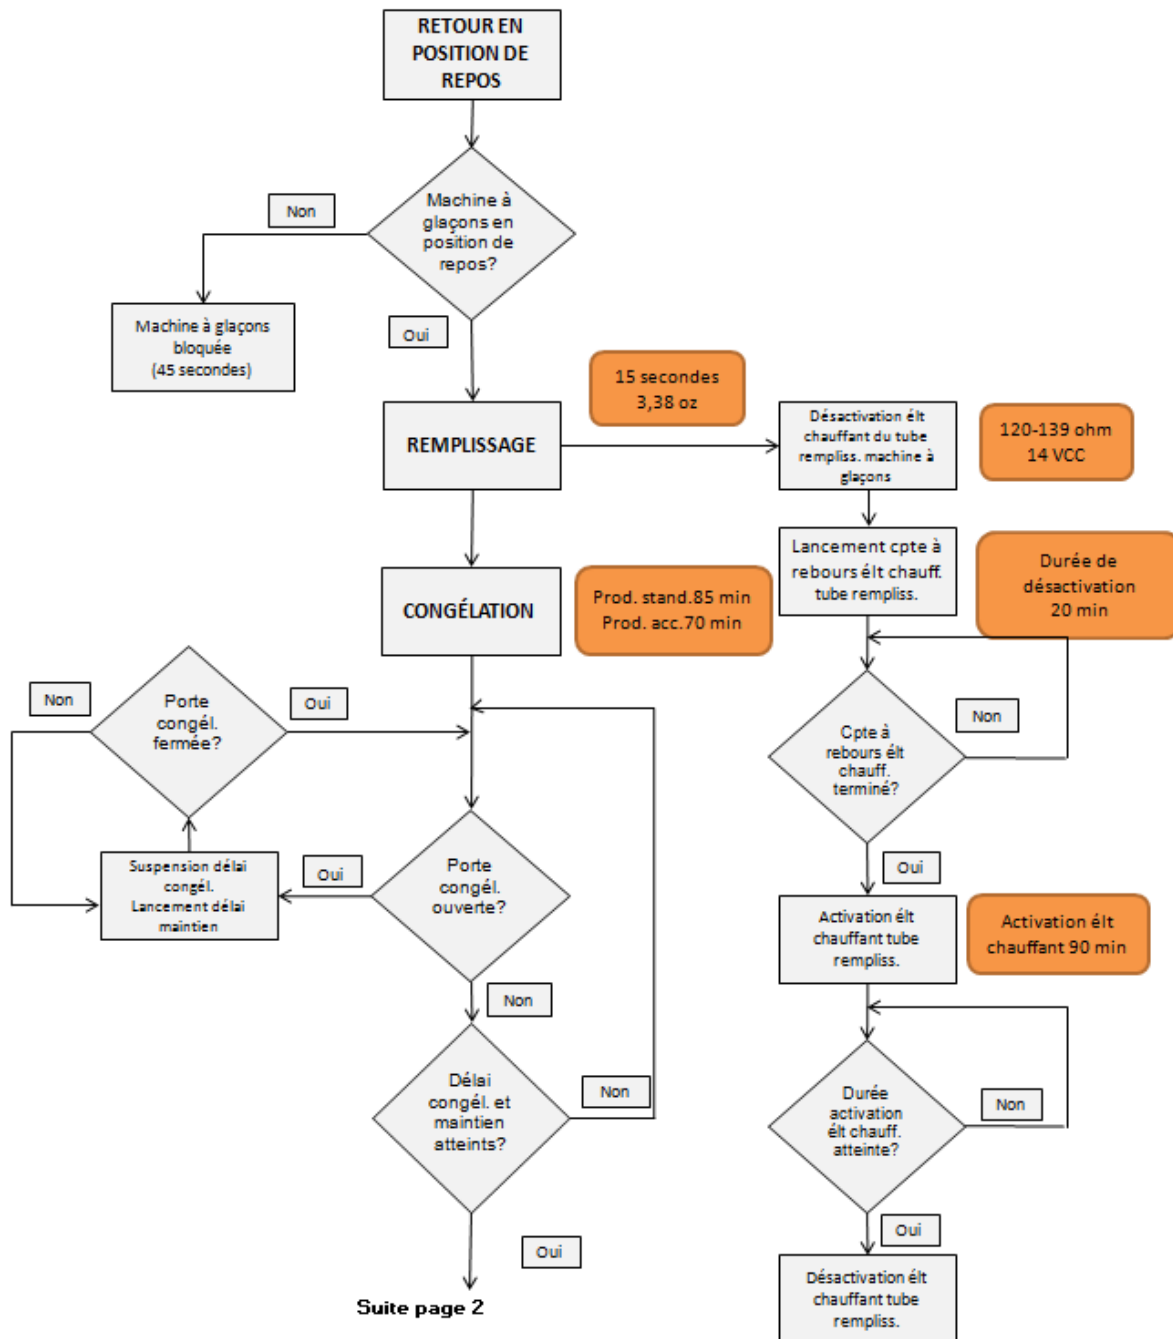 RETOUR EN
POSITION DE
REPOS
Machine à
glaçons en
position de
repos?
Non
Machine à glaçons
bloquée
(45 secondes)
Oui
15 secondes
3,38 oz
REMPLISSAGE
Désactivation élt
chauffant du tube
rempliss. machine à
glaçons
120-139 ohm
14 VCC
Lancement cpte à
rebours élt chauff.
tube rempliss.
Durée de
désactivation
20 min
CONGÉLATION
Prod. stand.85 min
Prod. acc.70 min
Non
Porte
congél.
fermée?
Oui
Cpte à
rebours élt
chauff.
terminé?
Non
Suspension délai
congél.
Lancement délai
maintien
Oui
Porte
congél.
ouverte?
Oui
Activation élt
chauffant tube
rempliss.
Activation élt
chauffant 90 min
Non
Délai
congél. et
maintien
atteints?
Non
Durée
activation
élt chauff.
atteinte?
Non
Oui
Oui
Suite page 2
Désactivation élt
chauffant tube
rempliss.